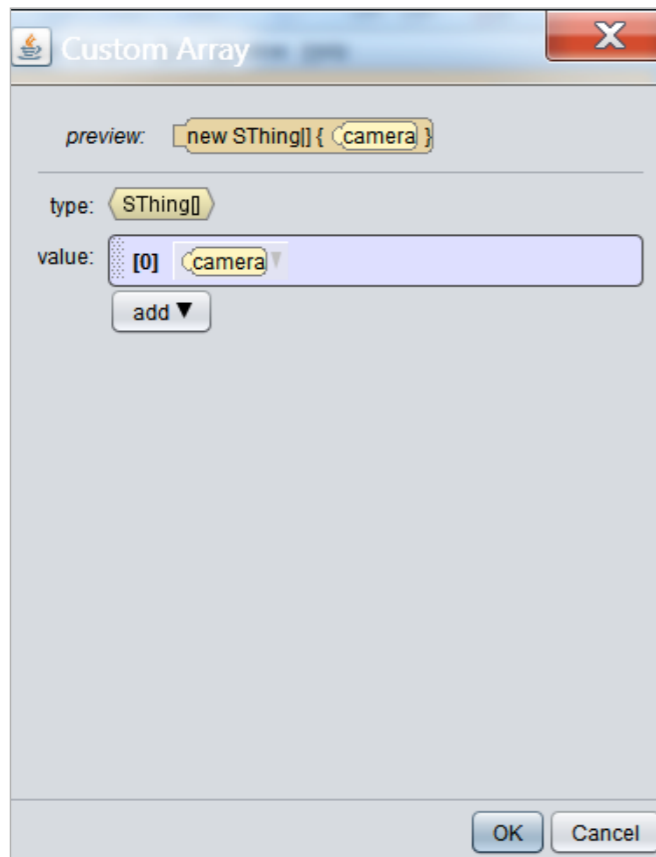 Custom Array
preview: new SThing[] { camera }
type: SThing[]
value: [0] camera
add
OK Cancel